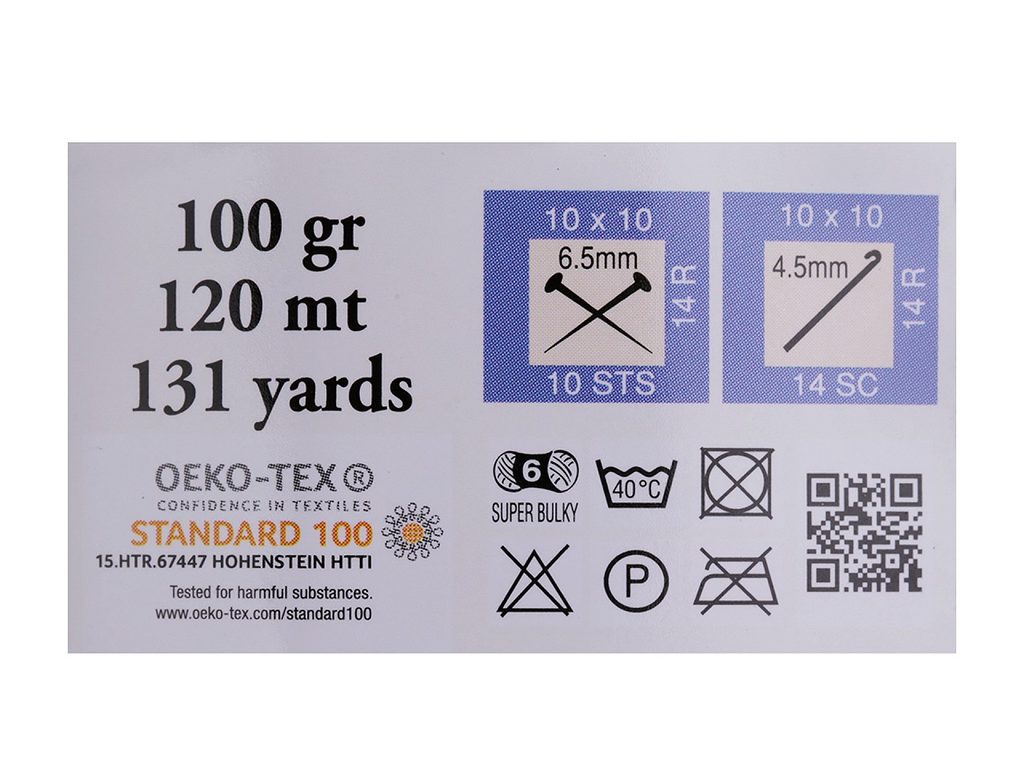 100 gr
120 mt
131 yards
OEKO-TEX®
CONFIDENCE IN TEXTILES
STANDARD 100
15.HTR.67447 HOHENSTEIN HTTI
Tested for harmful substances.
www.oeko-tex.com/standard100
10 x 10
6.5mm
14 R
10 STS
10 x 10
4.5mm
14 R
14 SC
6
SUPER BULKY
40°C
P